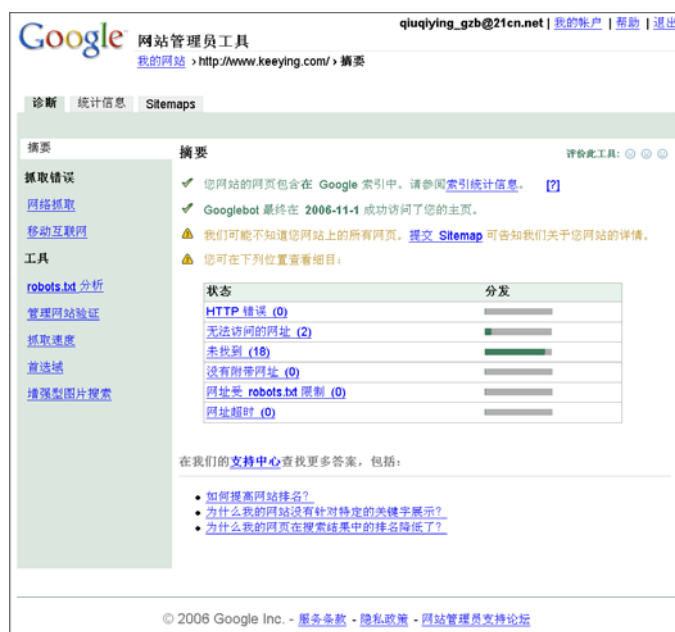 qiuqiying_gzb@21cn.net | 我的帐户 | 帮助 | 退出
Google 网站管理员工具
我的网站 › http://www.keeying.com/ › 摘要
诊断 统计信息 Sitemaps
摘要
抓取错误
网络抓取
移动互联网
工具
robots.txt 分析
管理网站验证
抓取速度
首选域
增强型图片搜索
摘要
评价此工具:
您网站的网页包含在 Google 索引中。请参阅索引统计信息。 [?]
Googlebot 最终在 2006-11-1 成功访问了您的主页。
我们可能不知道您网站上的所有网页。提交 Sitemap 可告知我们关于您网站的详情。
您可在下列位置查看细目:
状态 分发
HTTP 错误 (0)
无法访问的网址 (2)
未找到 (18)
没有附带网址 (0)
网址受 robots.txt 限制 (0)
网址超时 (0)
在我们的支持中心查找更多答案，包括:
如何提高网站排名?
为什么我的网站没有针对特定的关键字展示?
为什么我的网页在搜索结果中的排名降低了?
© 2006 Google Inc. - 服务条款 - 隐私政策 - 网站管理员支持论坛